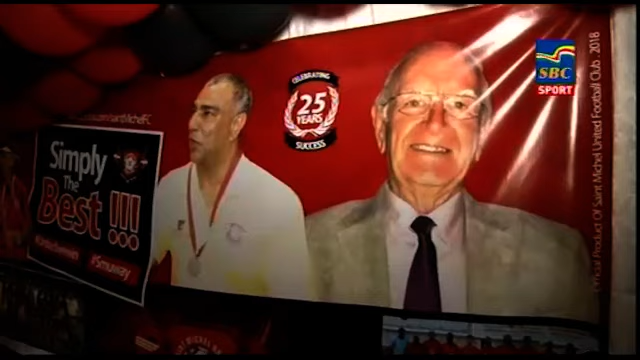 SBC
SPORT
CELEBRATING
25
YEARS
SUCCESS
Simply
The
Best !!!
#Smuway
Official Product Of Saint Michel United Football Club - 2018